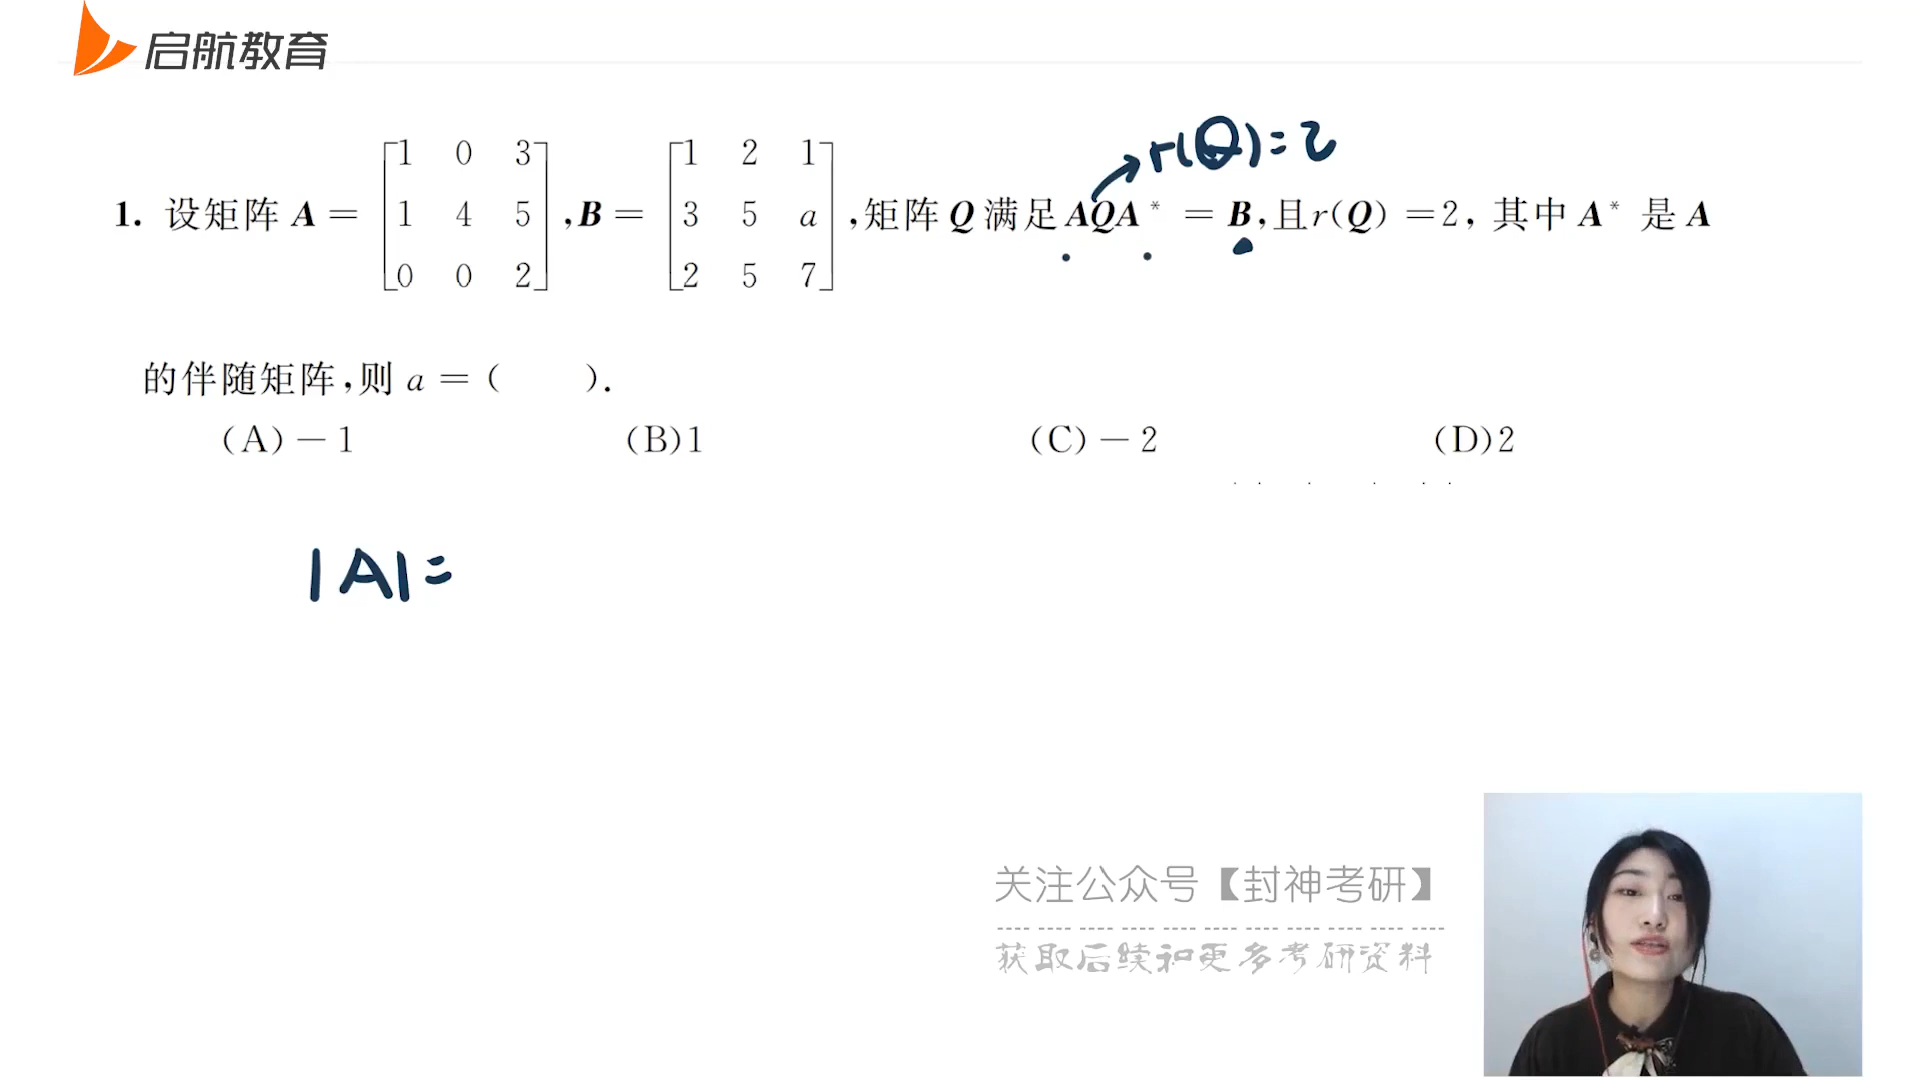 启航教育
r(Q)=2
1. 设矩阵 A = [1 0 3; 1 4 5; 0 0 2], B = [1 2 1; 3 5 a; 2 5 7], 矩阵 Q 满足 AQA* = B, 且 r(Q) = 2, 其中 A* 是 A
的伴随矩阵, 则 a = (　　).
(A) －1　(B) 1　(C) －2　(D) 2
|A|=
关注公众号【封神考研】
获取后续和更多考研资料